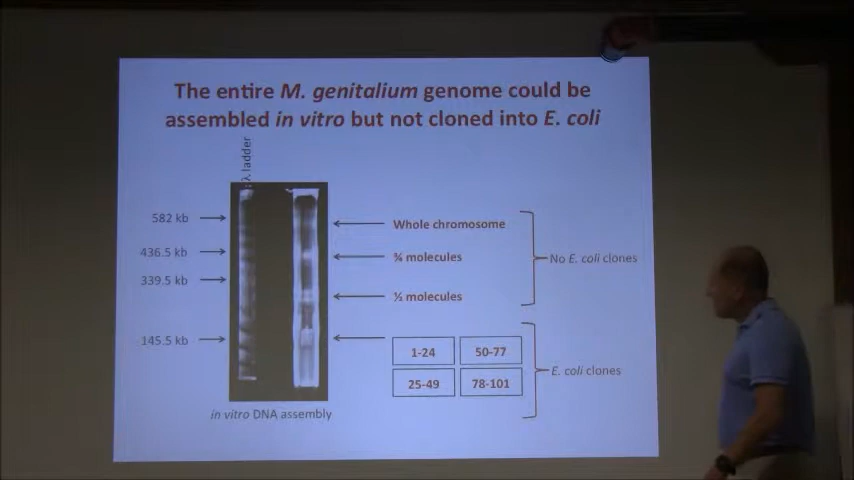 The entire M. genitalium genome could be
assembled in vitro but not cloned into E. coli
λ ladder
582 kb
436.5 kb
339.5 kb
145.5 kb
Whole chromosome
¾ molecules
½ molecules
No E. coli clones
1-24
50-77
25-49
78-101
E. coli clones
in vitro DNA assembly